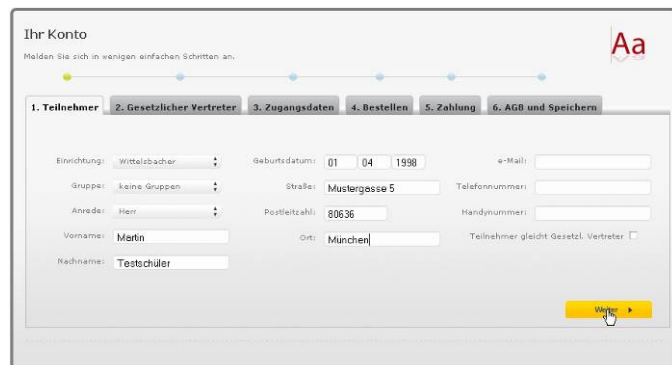 Ihr Konto
Melden Sie sich in wenigen einfachen Schritten an.
Aa
1. Teilnehmer 2. Gesetzlicher Vertreter 3. Zugangsdaten 4. Bestellen 5. Zahlung 6. AGB und Speichern
Einrichtung: Wittelsbacher Geburtsdatum: 01 04 1998 e-Mail:
Gruppe: keine Gruppen Straße: Mustergasse 5 Telefonnummer:
Anrede: Herr Postleitzahl: 80636 Handynummer:
Vorname: Martin Ort: München Teilnehmer gleicht Gesetzl. Vertreter
Nachname: Testschüler
Weiter